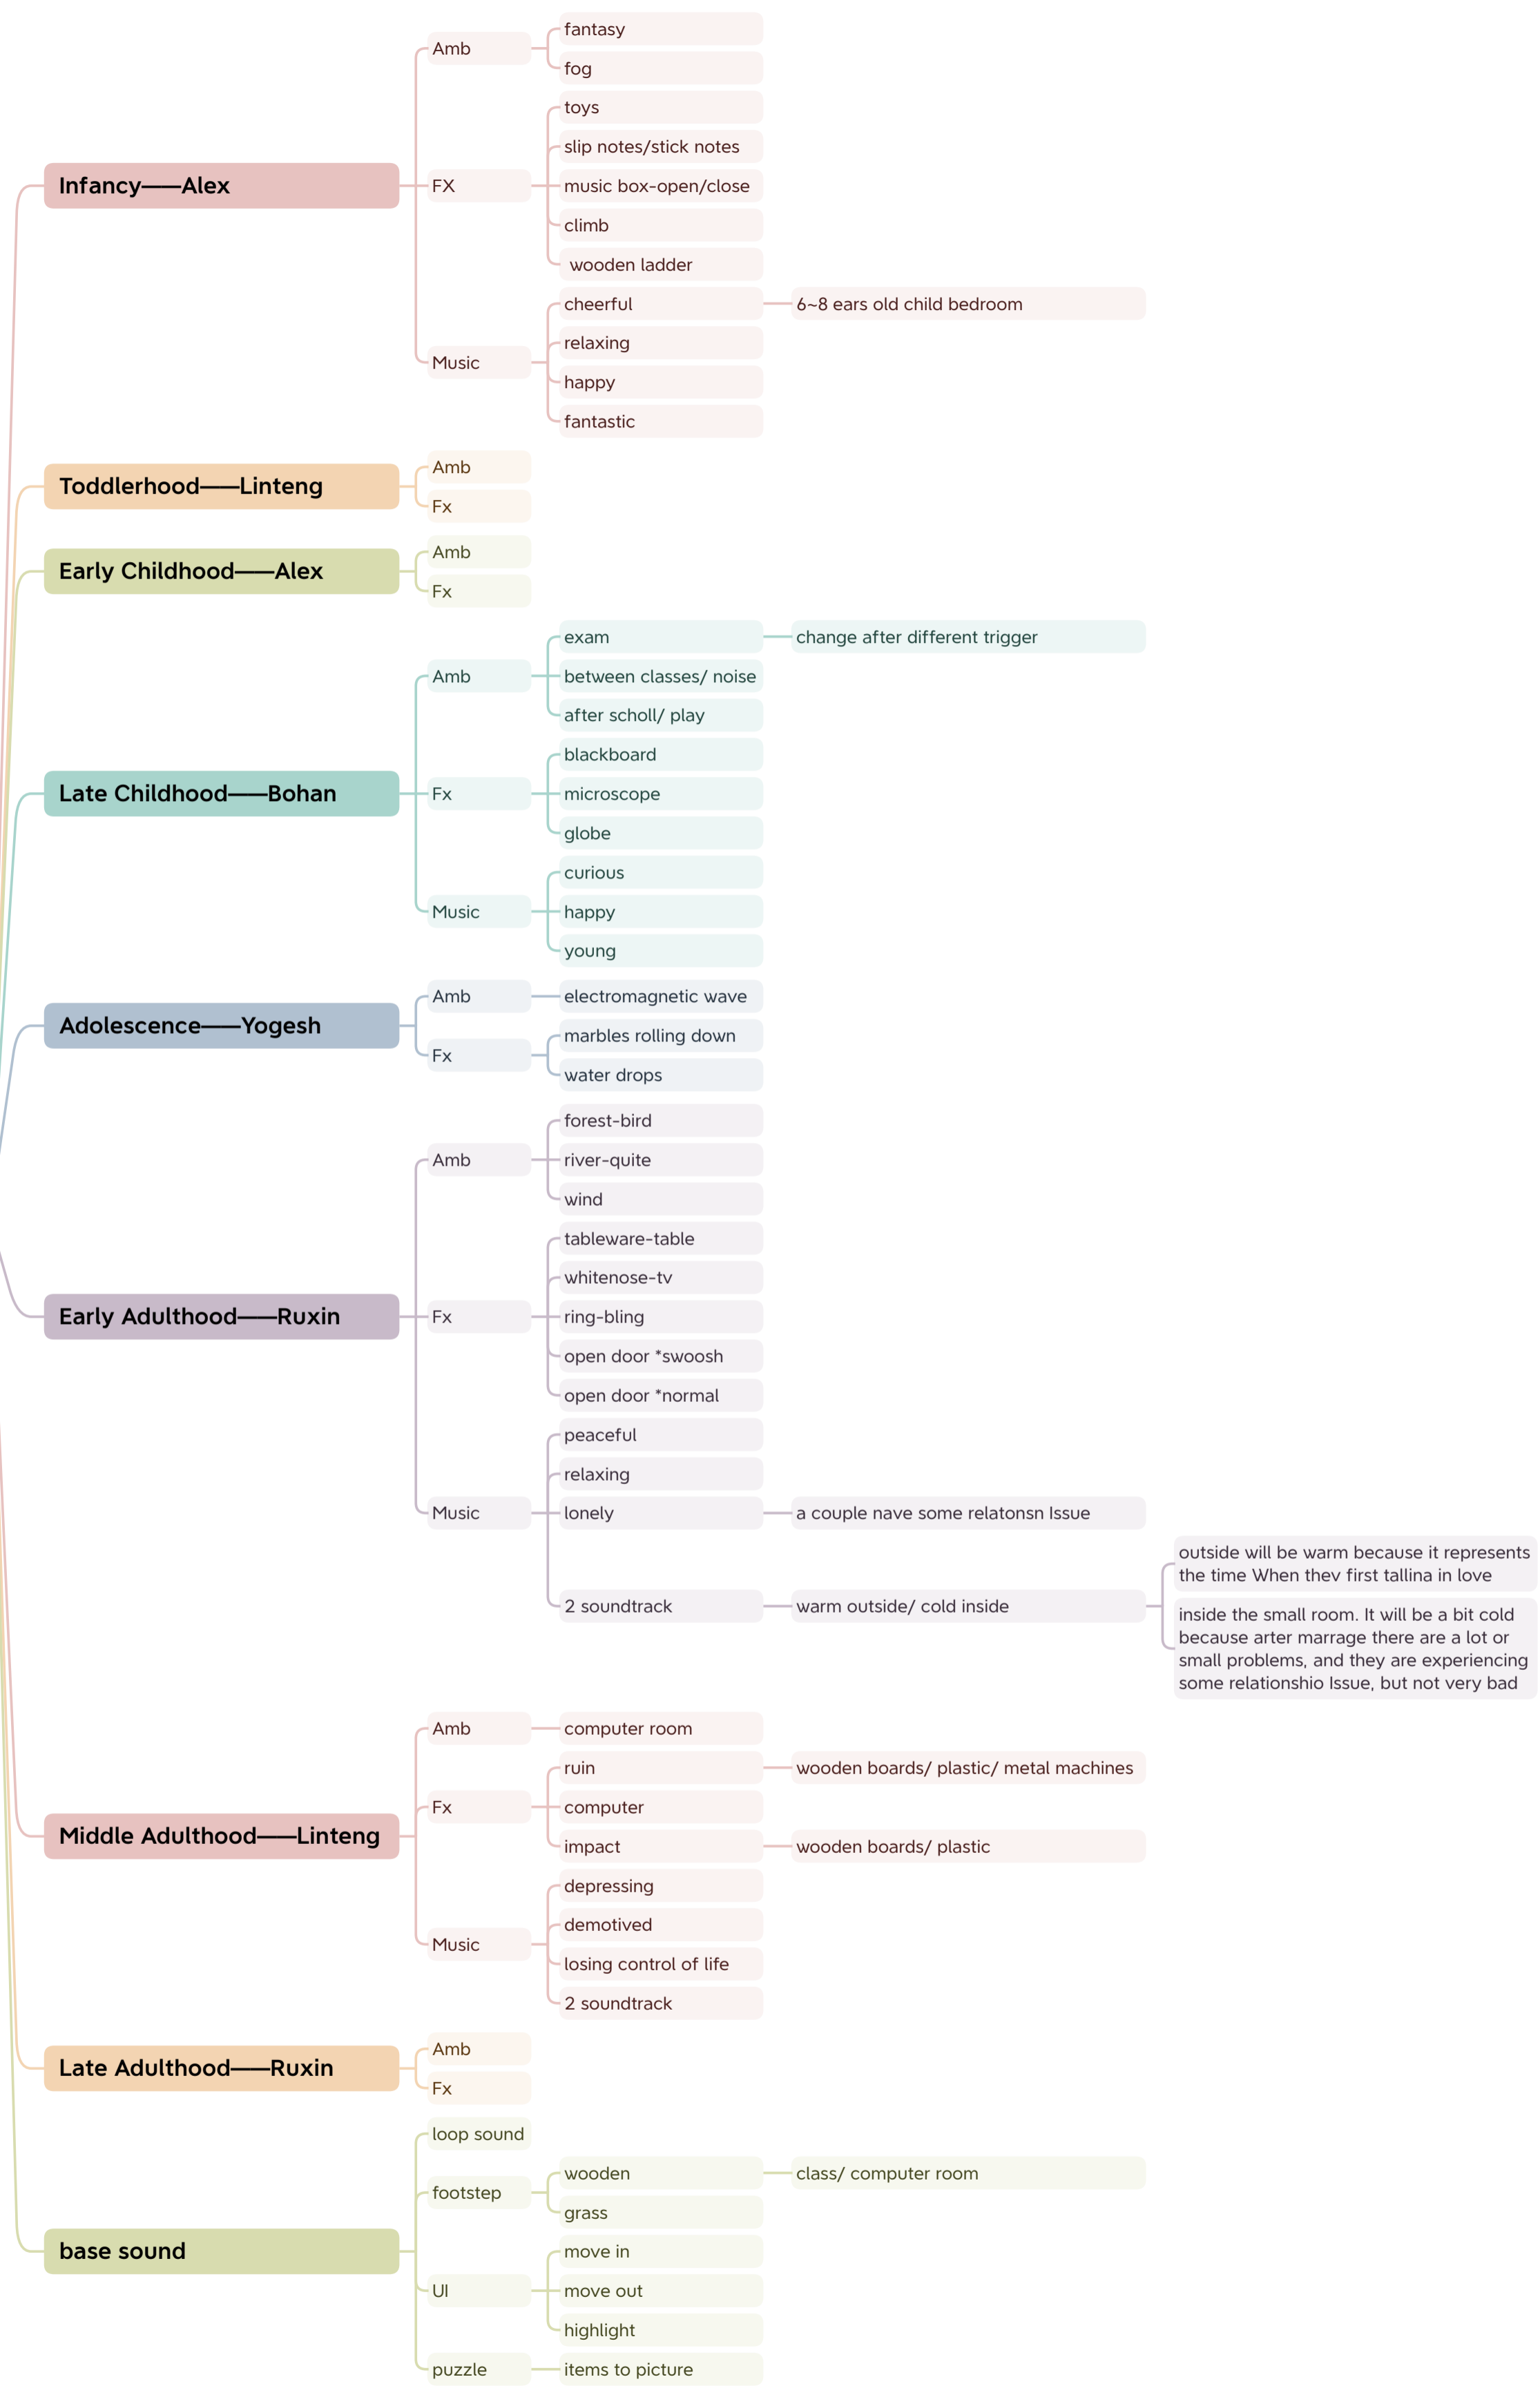 Infancy——Alex
Amb
fantasy
fog
FX
toys
slip notes/stick notes
music box-open/close
climb
wooden ladder
Music
cheerful
6~8 ears old child bedroom
relaxing
happy
fantastic
Toddlerhood——Linteng
Amb
Fx
Early Childhood——Alex
Amb
Fx
Late Childhood——Bohan
Amb
exam
change after different trigger
between classes/ noise
after scholl/ play
Fx
blackboard
microscope
globe
Music
curious
happy
young
Adolescence——Yogesh
Amb
electromagnetic wave
Fx
marbles rolling down
water drops
Early Adulthood——Ruxin
Amb
forest-bird
river-quite
wind
Fx
tableware-table
whitenose-tv
ring-bling
open door *swoosh
open door *normal
Music
peaceful
relaxing
lonely
a couple nave some relatonsn Issue
2 soundtrack
warm outside/ cold inside
outside will be warm because it represents
the time When thev first tallina in love
inside the small room. It will be a bit cold
because arter marrage there are a lot or
small problems, and they are experiencing
some relationshio Issue, but not very bad
Middle Adulthood——Linteng
Amb
computer room
Fx
ruin
wooden boards/ plastic/ metal machines
computer
impact
wooden boards/ plastic
Music
depressing
demotived
losing control of life
2 soundtrack
Late Adulthood——Ruxin
Amb
Fx
base sound
loop sound
footstep
wooden
class/ computer room
grass
UI
move in
move out
highlight
puzzle
items to picture